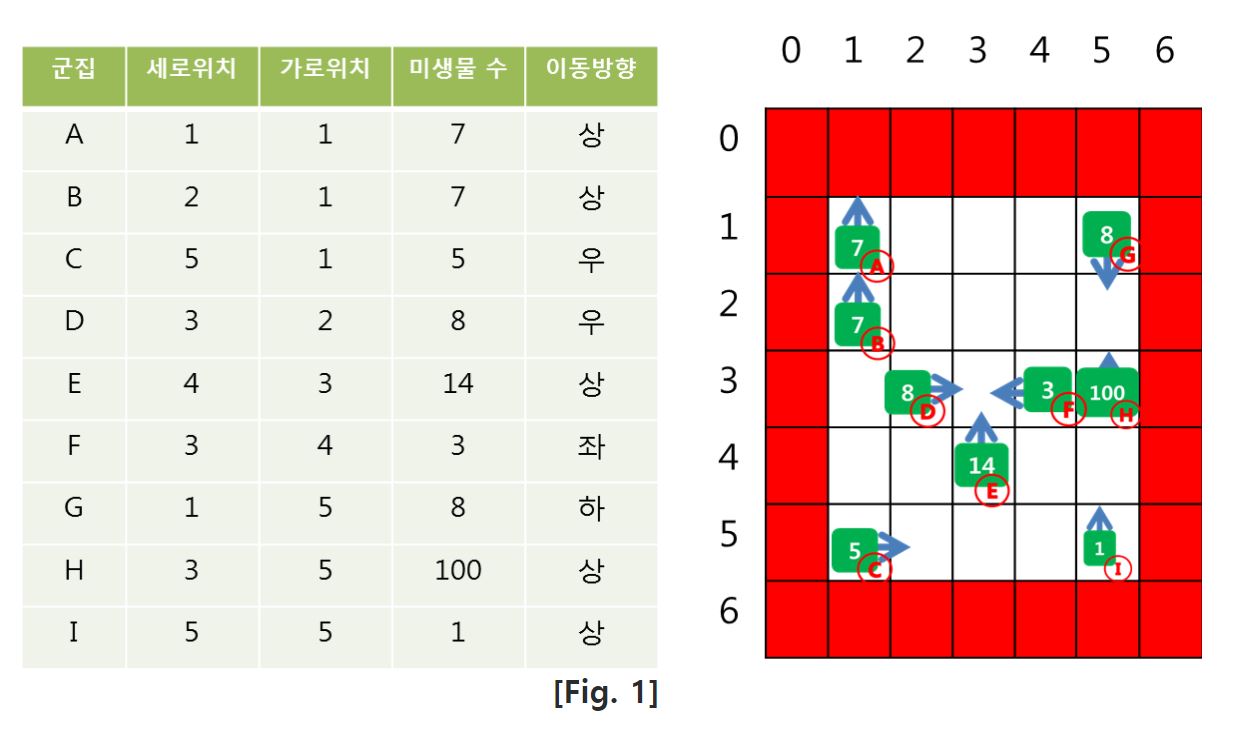 군집 세로위치 가로위치 미생물 수 이동방향
A 1 1 7 상
B 2 1 7 상
C 5 1 5 우
D 3 2 8 우
E 4 3 14 상
F 3 4 3 좌
G 1 5 8 하
H 3 5 100 상
I 5 5 1 상
[Fig. 1]
0 1 2 3 4 5 6
0
1 7 A 8 G
2 7 B
3 8 D 3 F 100 H
4 14 E
5 5 C 1 I
6